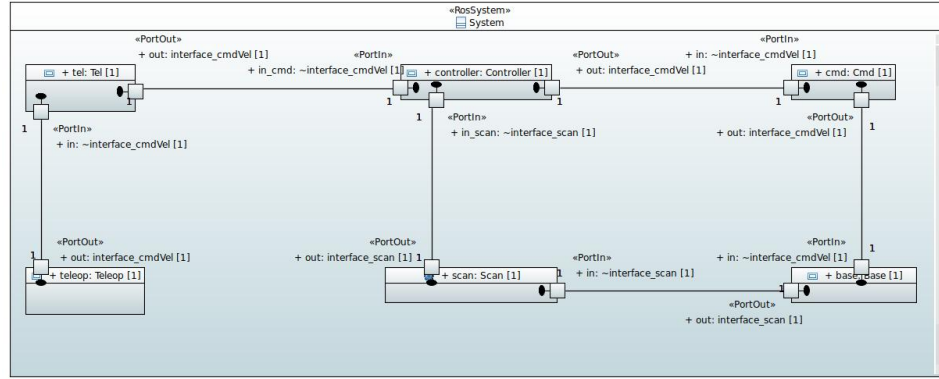 «RosSystem»
System
«PortOut»
+ out: interface_cmdVel [1]
«PortIn»
+ in_cmd: ~interface_cmdVel [1]
«PortOut»
+ out: interface_cmdVel [1]
«PortIn»
+ in: ~interface_cmdVel [1]
+ tel: Tel [1]
+ controller: Controller [1]
+ cmd: Cmd [1]
1
1
1
1
1
1
1
«PortIn»
+ in: ~interface_cmdVel [1]
«PortIn»
+ in_scan: ~interface_scan [1]
«PortOut»
+ out: interface_cmdVel [1]
1
«PortOut»
+ out: interface_cmdVel [1]
«PortOut»
+ out: interface_scan [1]
«PortIn»
+ in: ~interface_scan [1]
«PortIn»
+ in: ~interface_cmdVel [1]
1
1
1
+ teleop: Teleop [1]
+ scan: Scan [1]
+ base: Base [1]
1
1
«PortOut»
+ out: interface_scan [1]